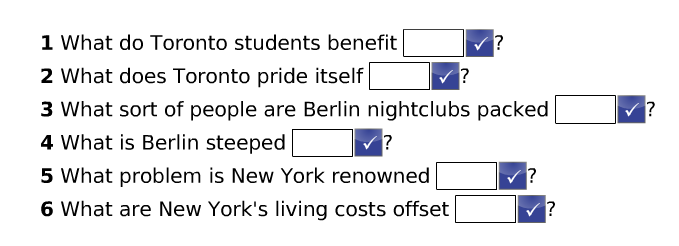 1 What do Toronto students benefit ?
2 What does Toronto pride itself ?
3 What sort of people are Berlin nightclubs packed ?
4 What is Berlin steeped ?
5 What problem is New York renowned ?
6 What are New York's living costs offset ?